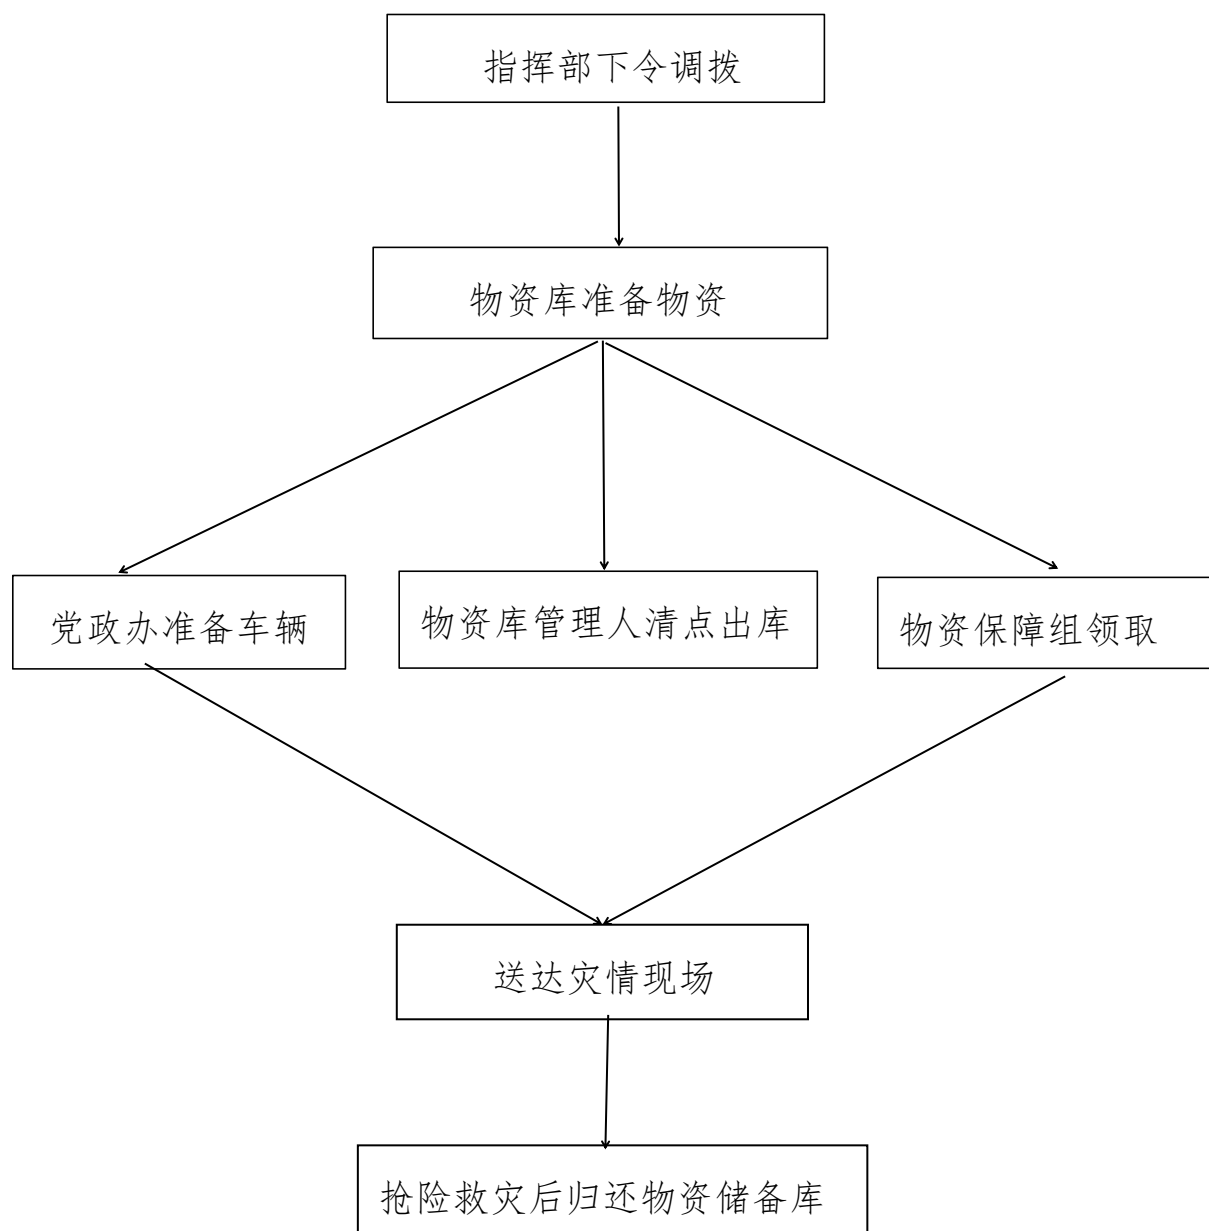 指挥部下令调拨
物资库准备物资
党政办准备车辆
物资库管理人清点出库
物资保障组领取
送达灾情现场
抢险救灾后归还物资储备库